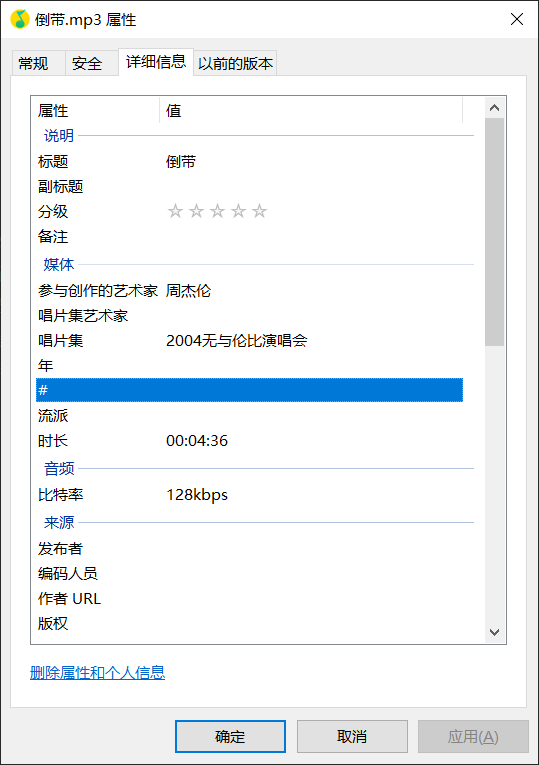 倒带.mp3 属性
常规 安全 详细信息 以前的版本
属性 值
说明
标题 倒带
副标题
分级 ☆☆☆☆☆
备注
媒体
参与创作的艺术家 周杰伦
唱片集艺术家
唱片集 2004无与伦比演唱会
年
#
流派
时长 00:04:36
音频
比特率 128kbps
来源
发布者
编码人员
作者 URL
版权
删除属性和个人信息
确定 取消 应用(A)